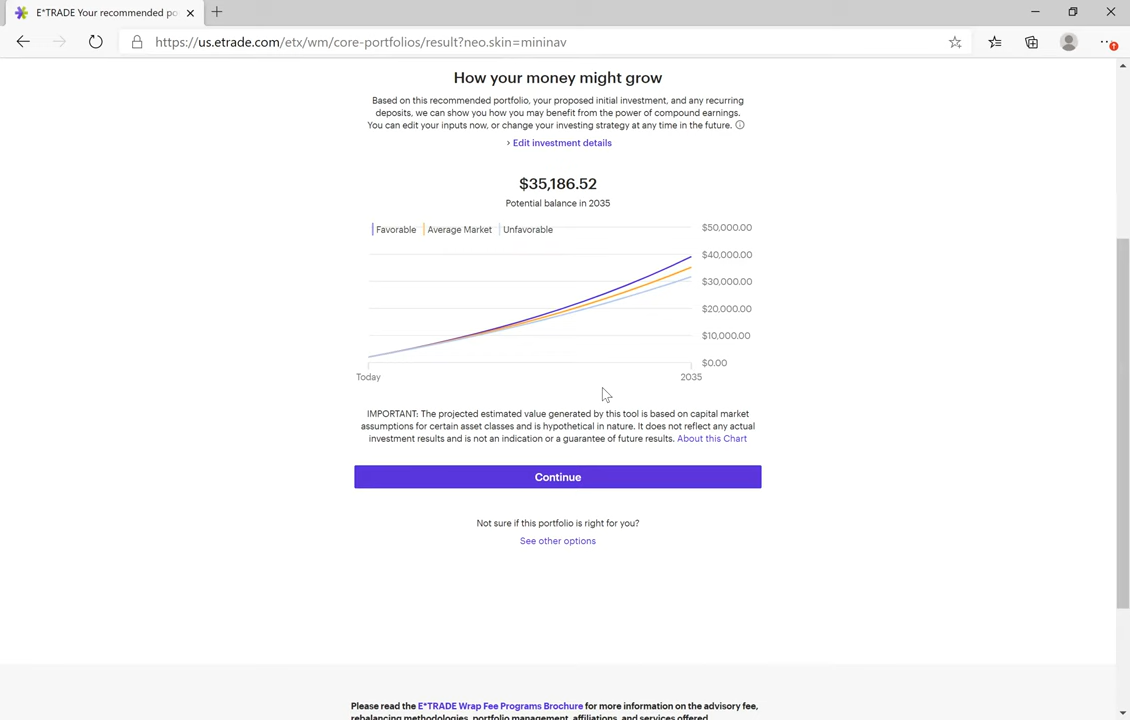 E*TRADE Your recommended po
https://us.etrade.com/etx/wm/core-portfolios/result?neo.skin=mininav
How your money might grow
Based on this recommended portfolio, your proposed initial investment, and any recurring
deposits, we can show you how you may benefit from the power of compound earnings.
You can edit your inputs now, or change your investing strategy at any time in the future.
› Edit investment details
$35,186.52
Potential balance in 2035
Favorable Average Market Unfavorable
$50,000.00
$40,000.00
$30,000.00
$20,000.00
$10,000.00
$0.00
Today 2035
IMPORTANT: The projected estimated value generated by this tool is based on capital market
assumptions for certain asset classes and is hypothetical in nature. It does not reflect any actual
investment results and is not an indication or a guarantee of future results. About this Chart
Continue
Not sure if this portfolio is right for you?
See other options
Please read the E*TRADE Wrap Fee Programs Brochure for more information on the advisory fee,
rebalancing methodologies, portfolio management, affiliations, and services offered.